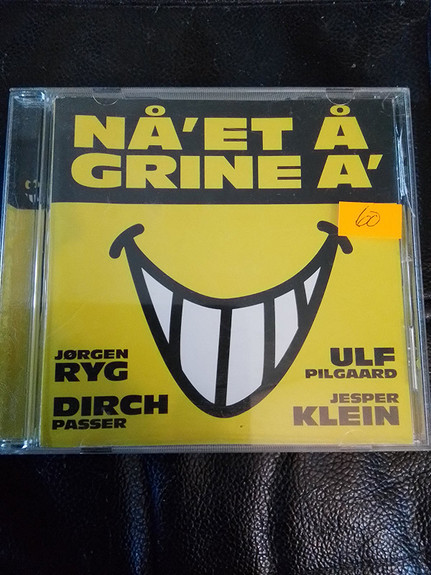 NÅ'ET Å
GRINE A'
60
JØRGEN
RYG
DIRCH
PASSER
ULF
PILGAARD
JESPER
KLEIN